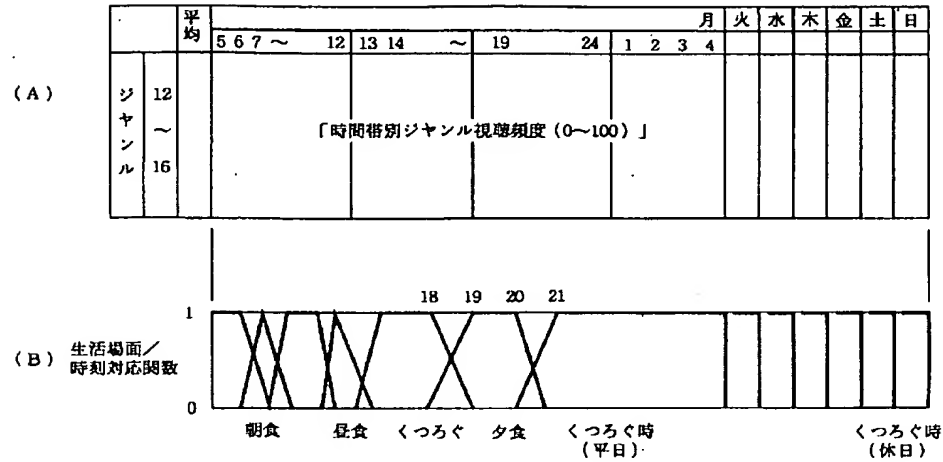 平均 月 火 水 木 金 土 日
5 6 7 ～ 12 13 14 ～ 19 24 1 2 3 4
(A)
ジャンル 12 ～ 16
「時間帯別ジャンル視聴頻度 (0～100)」
18 19 20 21
1
(B) 生活場面／
時刻対応関数
0
朝食 昼食 くつろぐ 夕食 くつろぐ時 くつろぐ時
(平日) (休日)